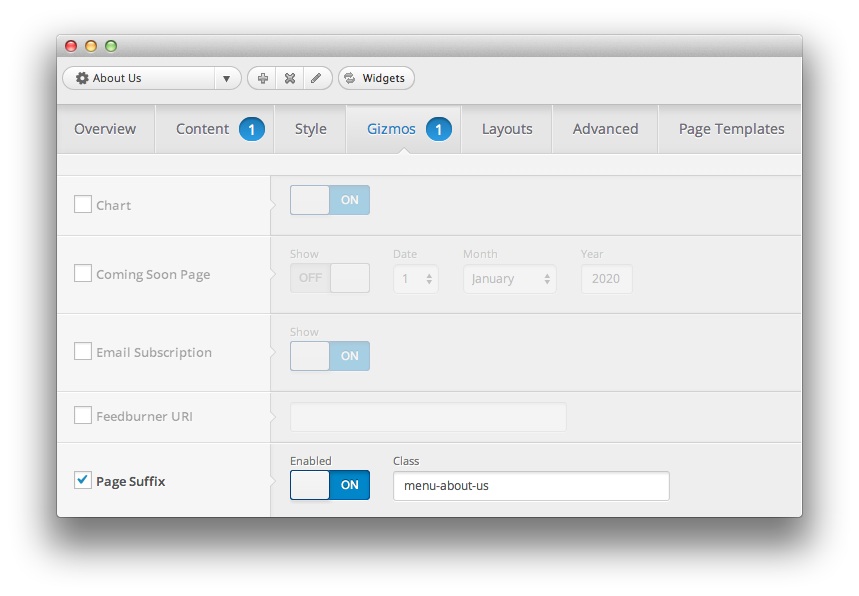 About Us Widgets
Overview Content 1 Style Gizmos 1 Layouts Advanced Page Templates
Chart ON
Show Date Month Year
Coming Soon Page OFF 1 January 2020
Show
Email Subscription ON
Feedburner URI
Enabled Class
Page Suffix ON menu-about-us